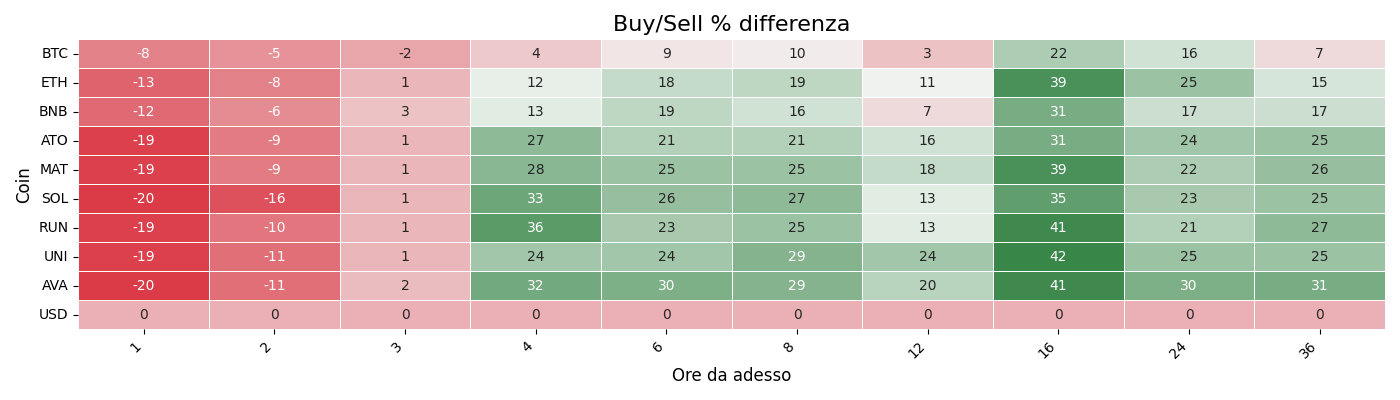 Buy/Sell % differenza
Coin
BTC -8 -5 -2 4 9 10 3 22 16 7
ETH -13 -8 1 12 18 19 11 39 25 15
BNB -12 -6 3 13 19 16 7 31 17 17
ATO -19 -9 1 27 21 21 16 31 24 25
MAT -19 -9 1 28 25 25 18 39 22 26
SOL -20 -16 1 33 26 27 13 35 23 25
RUN -19 -10 1 36 23 25 13 41 21 27
UNI -19 -11 1 24 24 29 24 42 25 25
AVA -20 -11 2 32 30 29 20 41 30 31
USD 0 0 0 0 0 0 0 0 0 0
1 2 3 4 6 8 12 16 24 36
Ore da adesso